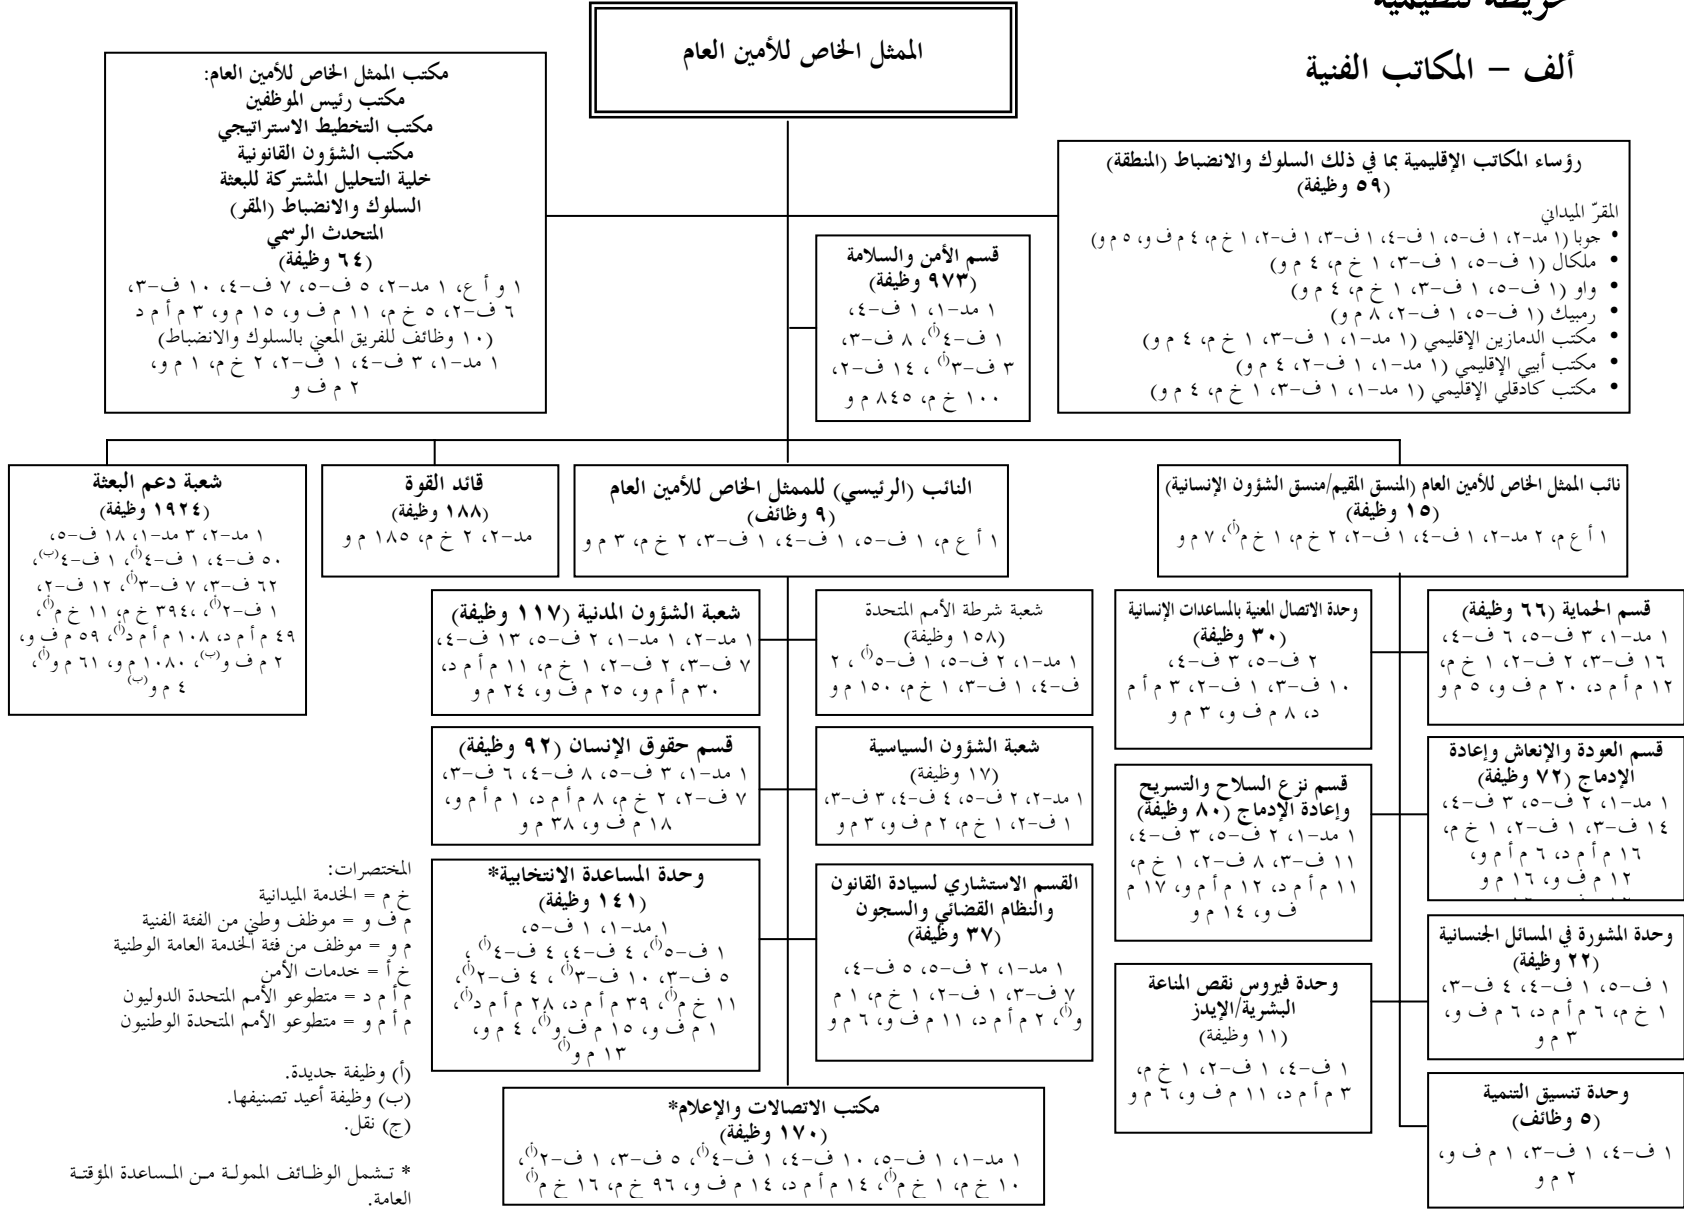 خريطة تنظيمية
ألف – المكاتب الفنية
الممثل الخاص للأمين العام
مكتب الممثل الخاص للأمين العام:
مكتب رئيس الموظفين
مكتب التخطيط الاستراتيجي
مكتب الشؤون القانونية
خلية التحليل المشتركة للبعثة
السلوك والانضباط (المقر)
المتحدث الرسمي
(٦٤ وظيفة)
١ و أ ع، ١ مد-٢، ٥ ف-٥، ٧ ف-٤، ١٠ ف-٣،
٦ ف-٢، ٥ خ م، ١١ م ف و، ١٥ م و، ٣ م أ م د
(١٠ وظائف للفريق المعني بالسلوك والانضباط)
١ مد-١، ٣ ف-٤، ١ ف-٢، ٢ خ م، ١ م و،
٢ م ف و
رؤساء المكاتب الإقليمية بما في ذلك السلوك والانضباط (المنطقة)
(٥٩ وظيفة)
المقرّ الميداني
• جوبا (١ مد-٢، ١ ف-٥، ١ ف-٤، ١ ف-٣، ١ ف-٢، ١ خ م، ٤ م ف و، ٥ م و)
• ملكال (١ ف-٥، ١ ف-٣، ١ خ م، ٤ م و)
• واو (١ ف-٥، ١ ف-٣، ١ خ م، ٤ م و)
• رمبيك (١ ف-٥، ١ ف-٢، ٨ م و)
• مكتب الدمازين الإقليمي (١ مد-١، ١ ف-٣، ١ خ م، ٤ م و)
• مكتب أبيي الإقليمي (١ مد-١، ١ ف-٢، ٤ م و)
• مكتب كادقلي الإقليمي (١ مد-١، ١ ف-٣، ١ خ م، ٤ م و)
قسم الأمن والسلامة
(٩٧٣ وظيفة)
١ مد-١، ١ ف-٤،
١ ف-٤(أ)، ٨ ف-٣،
٣ ف-٣(أ)، ١٤ ف-٢،
١٠٠ خ م، ٨٤٥ م و
نائب الممثل الخاص للأمين العام (المنسق المقيم/منسق الشؤون الإنسانية)
(١٥ وظيفة)
١ أ ع م، ٢ مد-٢، ١ ف-٤، ١ ف-٢، ٢ خ م، ١ خ م(أ)، ٧ م و
النائب (الرئيسي) للممثل الخاص للأمين العام
(٩ وظائف)
١ أ ع م، ١ ف-٥، ١ ف-٤، ١ ف-٣، ٢ خ م، ٣ م و
قائد القوة
(١٨٨ وظيفة)
مد-٢، ٢ خ م، ١٨٥ م و
شعبة دعم البعثة
(١٩٢٤ وظيفة)
١ مد-٢، ٣ مد-١، ١٨ ف-٥،
٥٠ ف-٤، ١ ف-٤(أ)، ١ ف-٤(ب)،
٦٢ ف-٣، ٧ ف-٣(أ)، ١٢ ف-٢،
١ ف-٢(أ)، ٣٩٤، خ م، ١١ خ م(أ)،
٤٩ م أ م د، ١٠٨ م أ م د(أ)، ٥٩ م ف و،
٢ م ف و(ب)، ١٠٨٠ م و، ٦١ م و(أ)،
٤ م و(ب)
قسم الحماية (٦٦ وظيفة)
١ مد-١، ٣ ف-٥، ٦ ف-٤،
١٦ ف-٣، ٢ ف-٢، ١ خ م،
١٢ م أ م د، ٢٠ م ف و، ٥ م و
وحدة الاتصال المعنية بالمساعدات الإنسانية
(٣٠ وظيفة)
٢ ف-٥، ٣ ف-٤،
١٠ ف-٣، ١ ف-٢، ٣ م أ م
د، ٨ م ف و، ٣ م و
شعبة شرطة الأمم المتحدة
(١٥٨ وظيفة)
١ مد-١، ٢ ف-٥، ١ ف-٥(أ)، ٢
ف-٤، ١ ف-٣، ١ خ م، ١٥٠ م و
شعبة الشؤون المدنية (١١٧ وظيفة)
١ مد-٢، ١ مد-١، ٢ ف-٥، ١٣ ف-٤،
٧ ف-٣، ٢ ف-٢، ١ خ م، ١١ م أ م د،
٣٠ م أ م و، ٢٥ م ف و، ٢٤ م و
قسم العودة والإنعاش وإعادة
الإدماج (٧٢ وظيفة)
١ مد-١، ٢ ف-٥، ٣ ف-٤،
١٤ ف-٣، ١ ف-٢، ١ خ م،
١٦ م أ م د، ٦ م أ م و،
١٢ م ف و، ١٦ م و
قسم نزع السلاح والتسريح
وإعادة الإدماج (٨٠ وظيفة)
١ مد-١، ٢ ف-٥، ٣ ف-٤،
١١ ف-٣، ٨ ف-٢، ١ خ م،
١١ م أ م د، ١٢ م أ م و، ١٧ م
ف و، ١٤ م و
شعبة الشؤون السياسية
(١٧ وظيفة)
١ مد-٢، ٢ ف-٥، ٤ ف-٤، ٣ ف-٣،
١ ف-٢، ١ خ م، ٢ م ف و، ٣ م و
قسم حقوق الإنسان (٩٢ وظيفة)
١ مد-١، ٣ ف-٥، ٨ ف-٤، ٦ ف-٣،
٧ ف-٢، ٢ خ م، ٨ م أ م د، ١ م أ م و،
١٨ م ف و، ٣٨ م و
وحدة المشورة في المسائل الجنسانية
(٢٢ وظيفة)
١ ف-٥، ١ ف-٤، ٤ ف-٣،
١ خ م، ٦ م أ م د، ٦ م ف و،
٣ م و
وحدة فيروس نقص المناعة
البشرية/الإيدز
(١١ وظيفة)
١ ف-٤، ١ ف-٢، ١ خ م،
٣ م أ م د، ١١ م ف و، ٦ م و
القسم الاستشاري لسيادة القانون
والنظام القضائي والسجون
(٣٧ وظيفة)
١ مد-١، ٢ ف-٥، ٥ ف-٤،
٧ ف-٣، ١ ف-٢، ١ خ م، ١ م
و(أ)، ٢ م أ م د، ١١ م ف و، ٦ م و
وحدة المساعدة الانتخابية*
(١٤١ وظيفة)
١ مد-١، ١ ف-٥،
١ ف-٥(أ)، ٤ ف-٤، ٤ ف-٤(أ)،
٥ ف-٣، ١٠ ف-٣(أ)، ٤ ف-٢(أ)،
١١ خ م(أ)، ٣٩ م أ م د، ٢٨ م أ م د(أ)،
١ م ف و، ١٥ م ف و(أ)، ٤ م و،
١٣ م و(أ)
وحدة تنسيق التنمية
(٥ وظائف)
١ ف-٤، ١ ف-٣، ١ م ف و،
٢ م و
مكتب الاتصالات والإعلام*
(١٧٠ وظيفة)
١ مد-١، ١ ف-٥، ١٠ ف-٤، ١ ف-٤(أ)، ٥ ف-٣، ١ ف-٢(أ)،
١٠ خ م، ١ خ م(أ)، ١٤ م أ م د، ١٤ م ف و، ٩٦ خ م، ١٦ خ م(أ)
المختصرات:
خ م = الخدمة الميدانية
م ف و = موظف وطني من الفئة الفنية
م و = موظف من فئة الخدمة العامة الوطنية
خ أ = خدمات الأمن
م أ م د = متطوعو الأمم المتحدة الدوليون
م أ م و = متطوعو الأمم المتحدة الوطنيون
(أ) وظيفة جديدة.
(ب) وظيفة أعيد تصنيفها.
(ج) نقل.
* تشمل الوظائف الممولة من المساعدة المؤقتة
العامة.